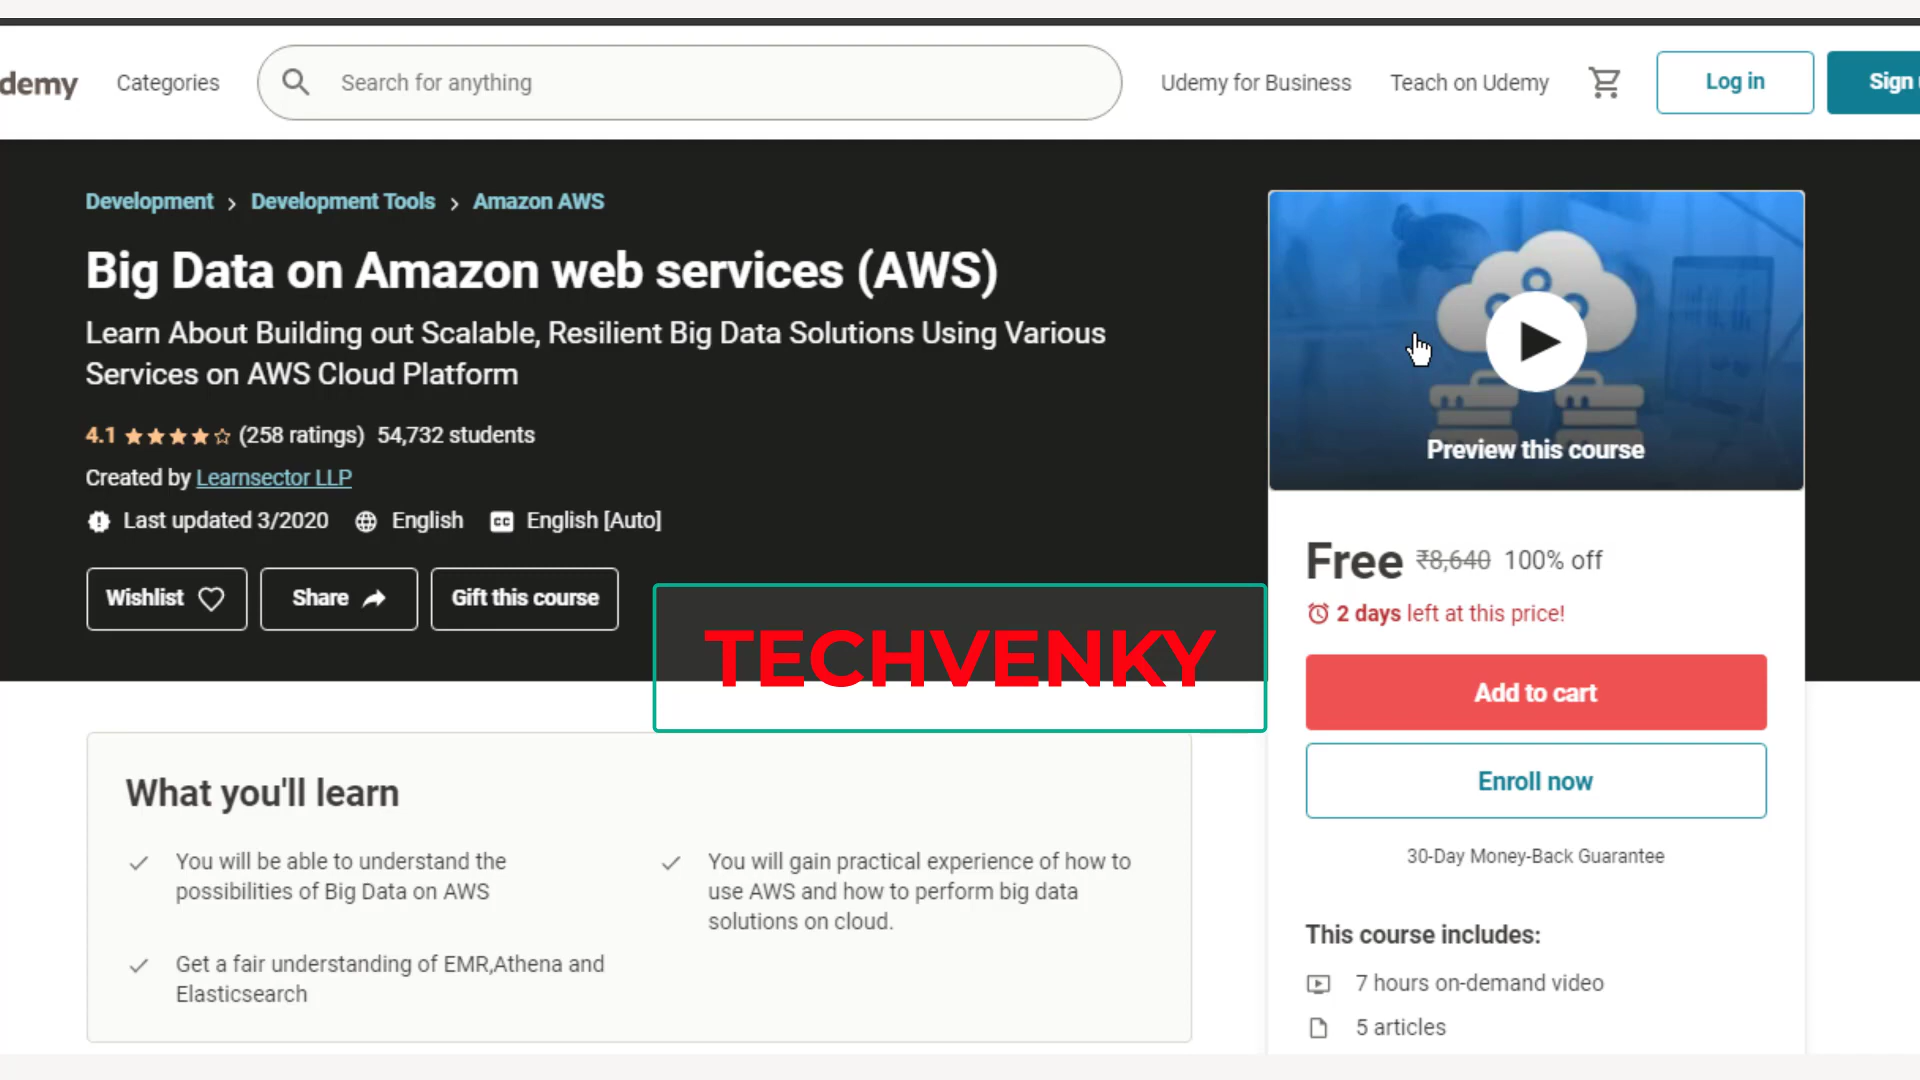 demy
Categories
Search for anything
Udemy for Business
Teach on Udemy
Log in
Sign
Development > Development Tools > Amazon AWS
Big Data on Amazon web services (AWS)
Learn About Building out Scalable, Resilient Big Data Solutions Using Various
Services on AWS Cloud Platform
4.1 (258 ratings) 54,732 students
Created by Learnsector LLP
Last updated 3/2020 English CC English [Auto]
Wishlist
Share
Gift this course
TECHVENKY
What you'll learn
You will be able to understand the
possibilities of Big Data on AWS
Get a fair understanding of EMR,Athena and
Elasticsearch
You will gain practical experience of how to
use AWS and how to perform big data
solutions on cloud.
Preview this course
Free ₹8,640 100% off
2 days left at this price!
Add to cart
Enroll now
30-Day Money-Back Guarantee
This course includes:
7 hours on-demand video
5 articles